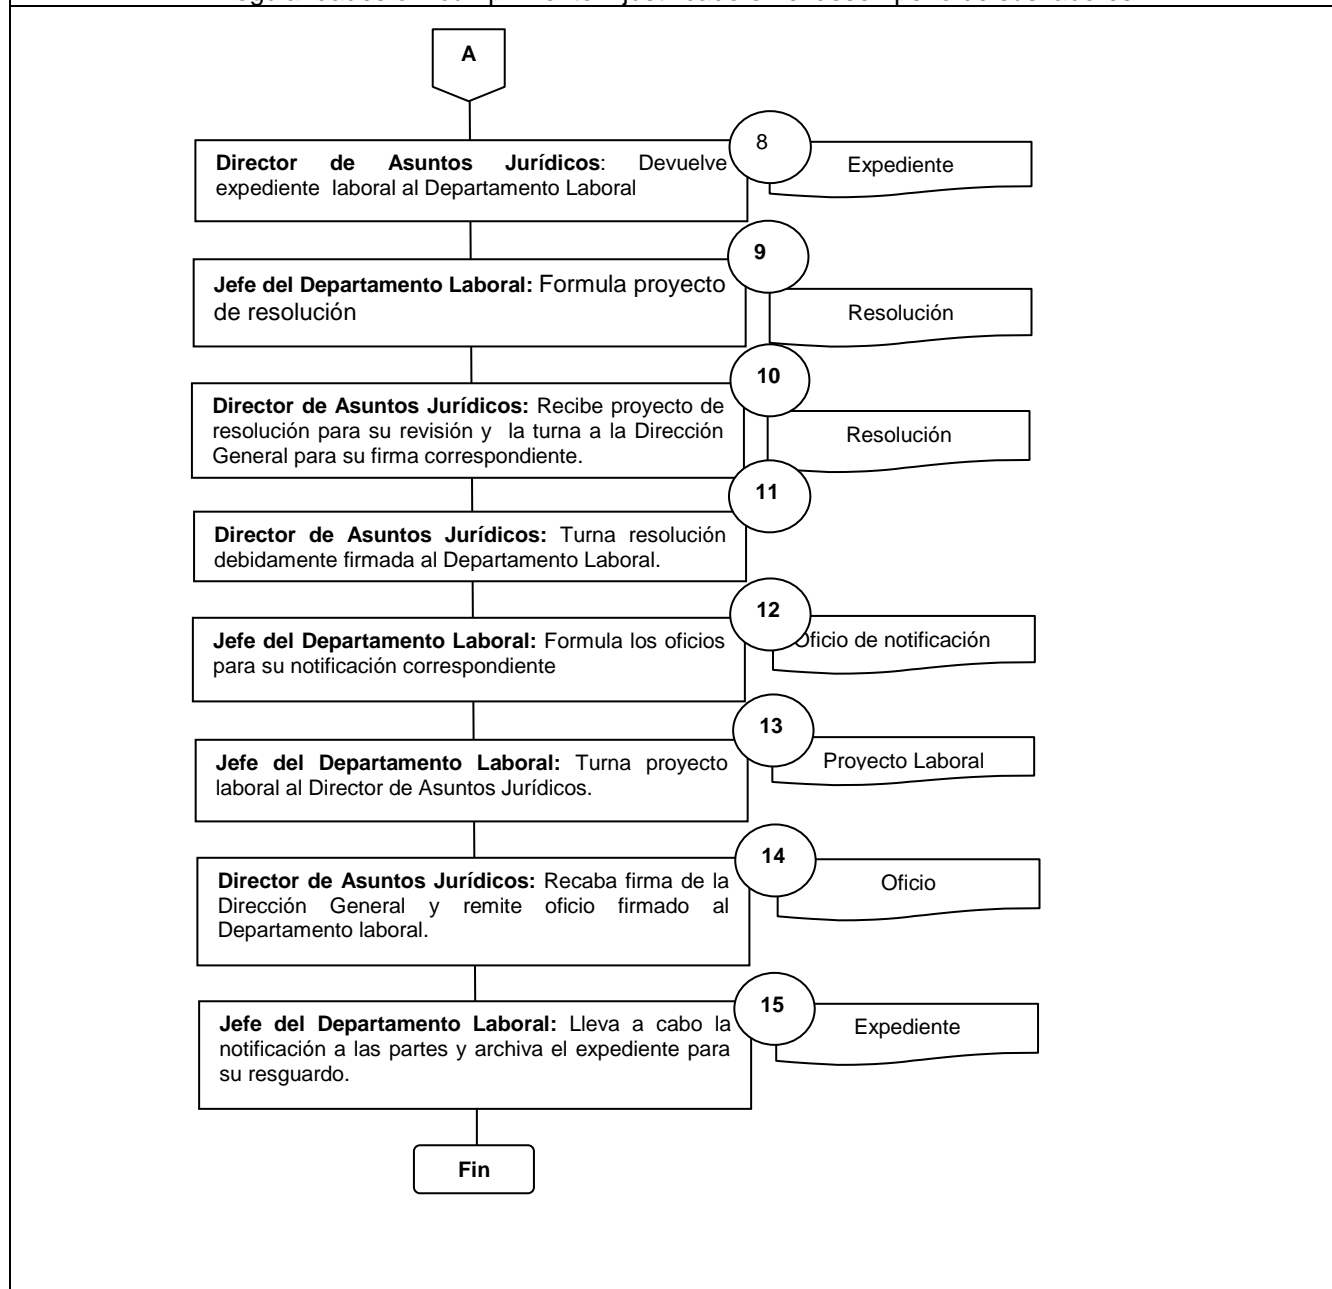 A
8
Director de Asuntos Jurídicos: Devuelve
expediente laboral al Departamento Laboral
Expediente
9
Jefe del Departamento Laboral: Formula proyecto
de resolución
Resolución
10
Director de Asuntos Jurídicos: Recibe proyecto de
resolución para su revisión y la turna a la Dirección
General para su firma correspondiente.
Resolución
11
Director de Asuntos Jurídicos: Turna resolución
debidamente firmada al Departamento Laboral.
12
Jefe del Departamento Laboral: Formula los oficios
para su notificación correspondiente
Oficio de notificación
13
Jefe del Departamento Laboral: Turna proyecto
laboral al Director de Asuntos Jurídicos.
Proyecto Laboral
14
Director de Asuntos Jurídicos: Recaba firma de la
Dirección General y remite oficio firmado al
Departamento laboral.
Oficio
15
Jefe del Departamento Laboral: Lleva a cabo la
notificación a las partes y archiva el expediente para
su resguardo.
Expediente
Fin